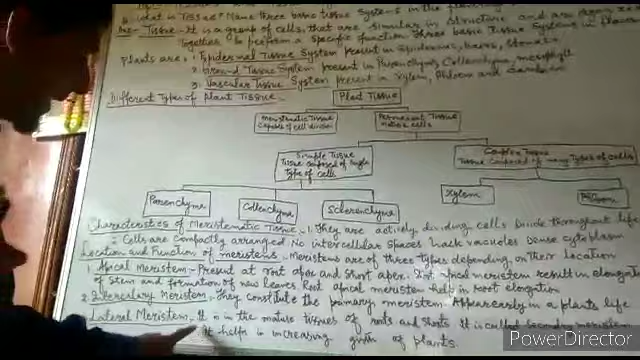 What is Tissue? Name three basic tissue systems in the flowering
Ans- Tissue- It is a group of cells, that are similar in structure and are
Together To perform a specific function. Three basic Tissue Systems in
plants are, 1. Epidermal Tissue System present in Epidermis, hairs, Stomata
2. Ground Tissue System present in Parenchyma Collenchyma, mesophyll
3. Vascular Tissue System present in Xylem, Phloem and Cambium
Different Types of Plant Tissue -
Plant Tissue
Meristematic Tissue
Capable of cell division
Permanent Tissue
mature cells
Simple Tissue
Tissue composed of single
Type of cells
Complex Tissue
Tissue composed of many Types of cells
Parenchyma
Collenchyma
Sclerenchyma
Xylem
Phloem
Characteristics of Meristematic Tissue -. They are actively dividing cells Divide throughout life
Cells are compactly arranged No intercellular spaces Lack vacuoles Dense cytoplasm
Location and Function of meristems - Meristems are of three types depending on their location
1. Apical Meristem - Present at root apex and Shoot apex. Shoot apical meristem result in elongation
of stem and formation of new leaves Root apical meristem help in root elongation
2. Intercalary Meristem - They constitute the primary meristem. Appears early in a plants life
Lateral Meristem - It is in the mature tissues of roots and shoots It is called secondary meristem
It helps in increasing girth of plants.
PowerDirector